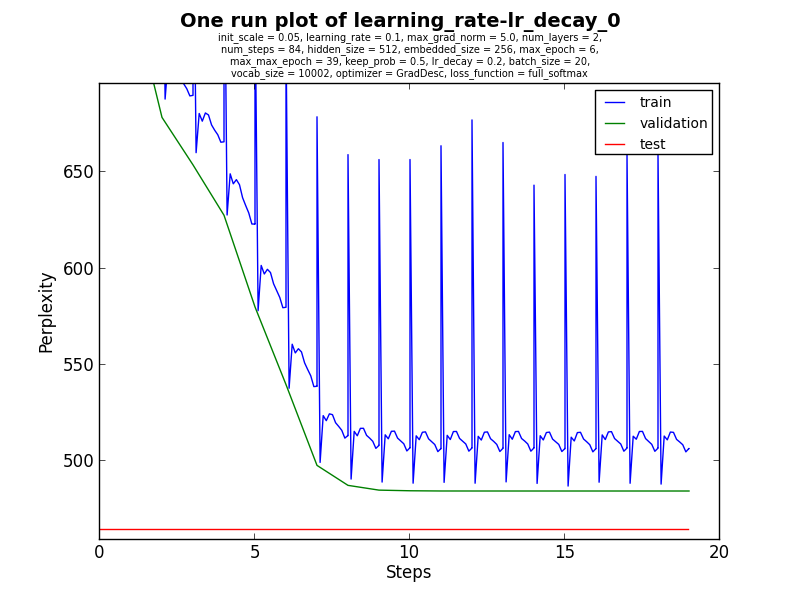 One run plot of learning_rate-lr_decay_0
init_scale = 0.05, learning_rate = 0.1, max_grad_norm = 5.0, num_layers = 2,
num_steps = 84, hidden_size = 512, embedded_size = 256, max_epoch = 6,
max_max_epoch = 39, keep_prob = 0.5, lr_decay = 0.2, batch_size = 20,
vocab_size = 10002, optimizer = GradDesc, loss_function = full_softmax
train
validation
test
650
600
550
500
Perplexity
0 5 10 15 20
Steps